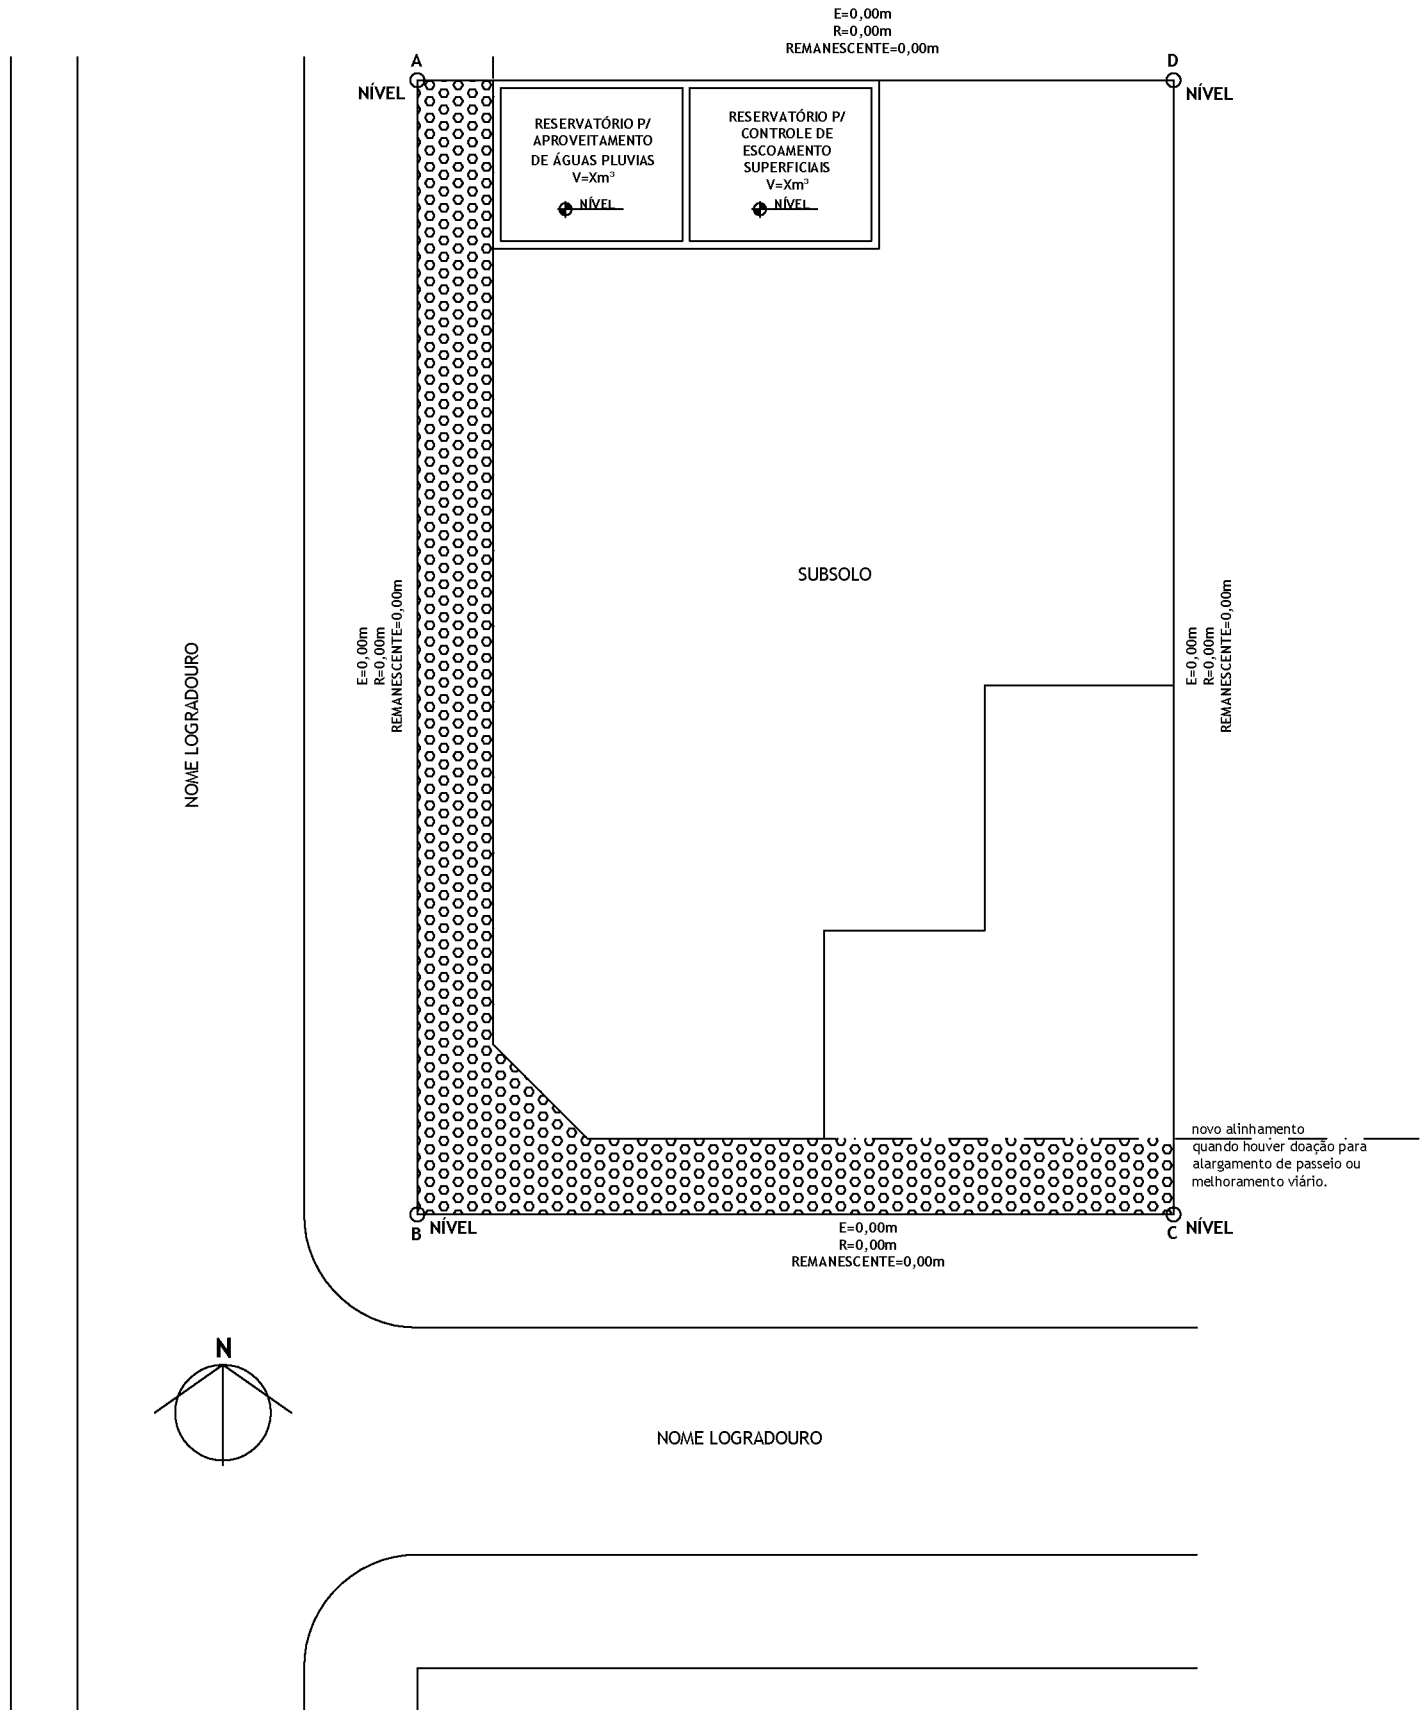 E=0,00m
R=0,00m
REMANESCENTE=0,00m
A
D
NÍVEL
NÍVEL
RESERVATÓRIO P/
APROVEITAMENTO
DE ÁGUAS PLUVIAS
V=Xm³
NÍVEL
RESERVATÓRIO P/
CONTROLE DE
ESCOAMENTO
SUPERFICIAIS
V=Xm³
NÍVEL
SUBSOLO
NOME LOGRADOURO
E=0,00m
R=0,00m
REMANESCENTE=0,00m
E=0,00m
R=0,00m
REMANESCENTE=0,00m
novo alinhamento
quando houver doação para
alargamento de passeio ou
melhoramento viário.
B
NÍVEL
E=0,00m
R=0,00m
REMANESCENTE=0,00m
C
NÍVEL
N
NOME LOGRADOURO